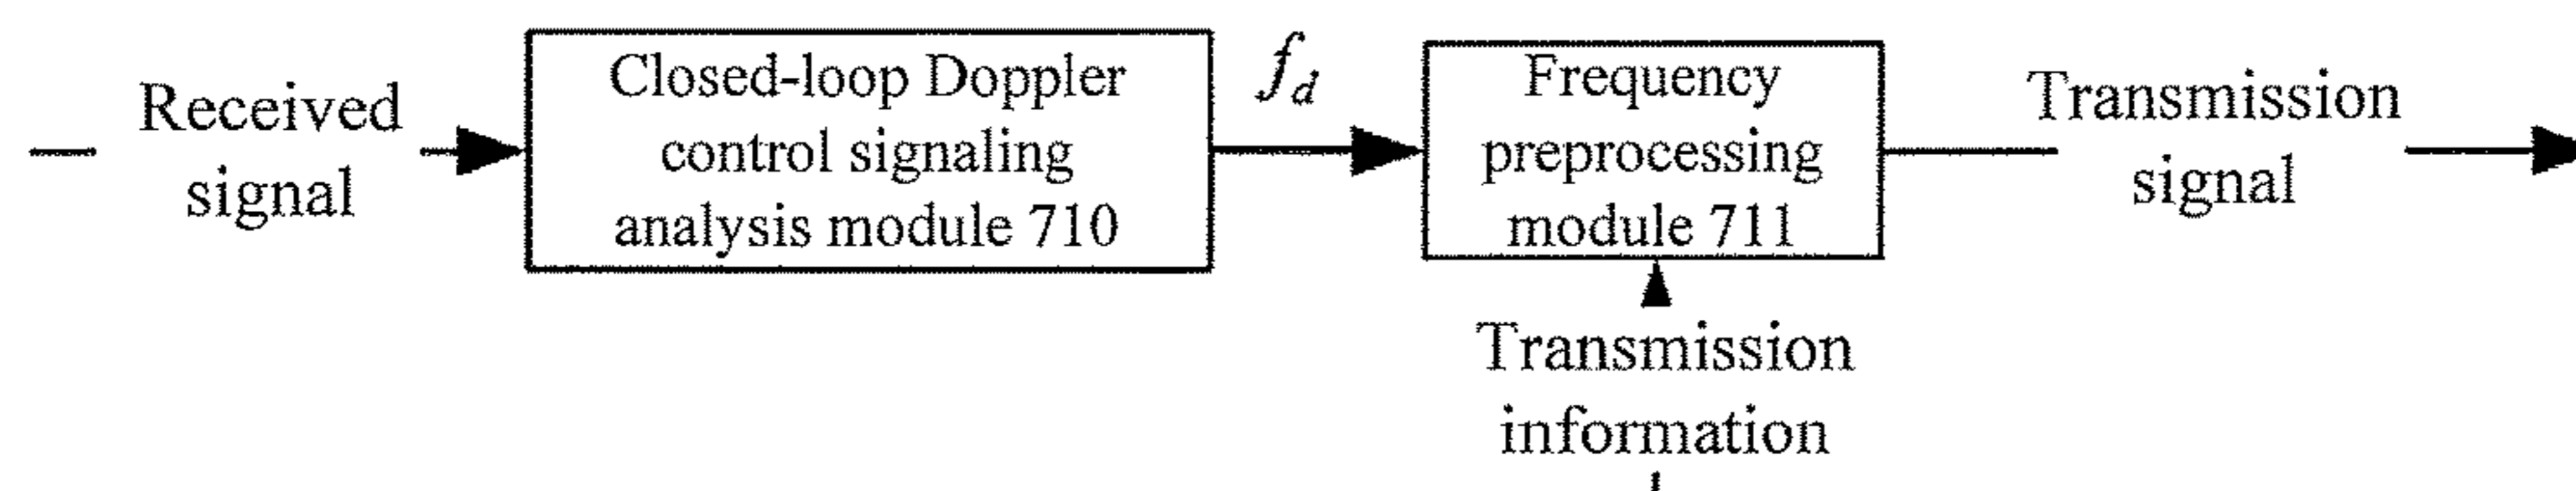 Received
signal
Closed-loop Doppler
control signaling
analysis module 710
f_d
Frequency
preprocessing
module 711
Transmission
signal
Transmission
information